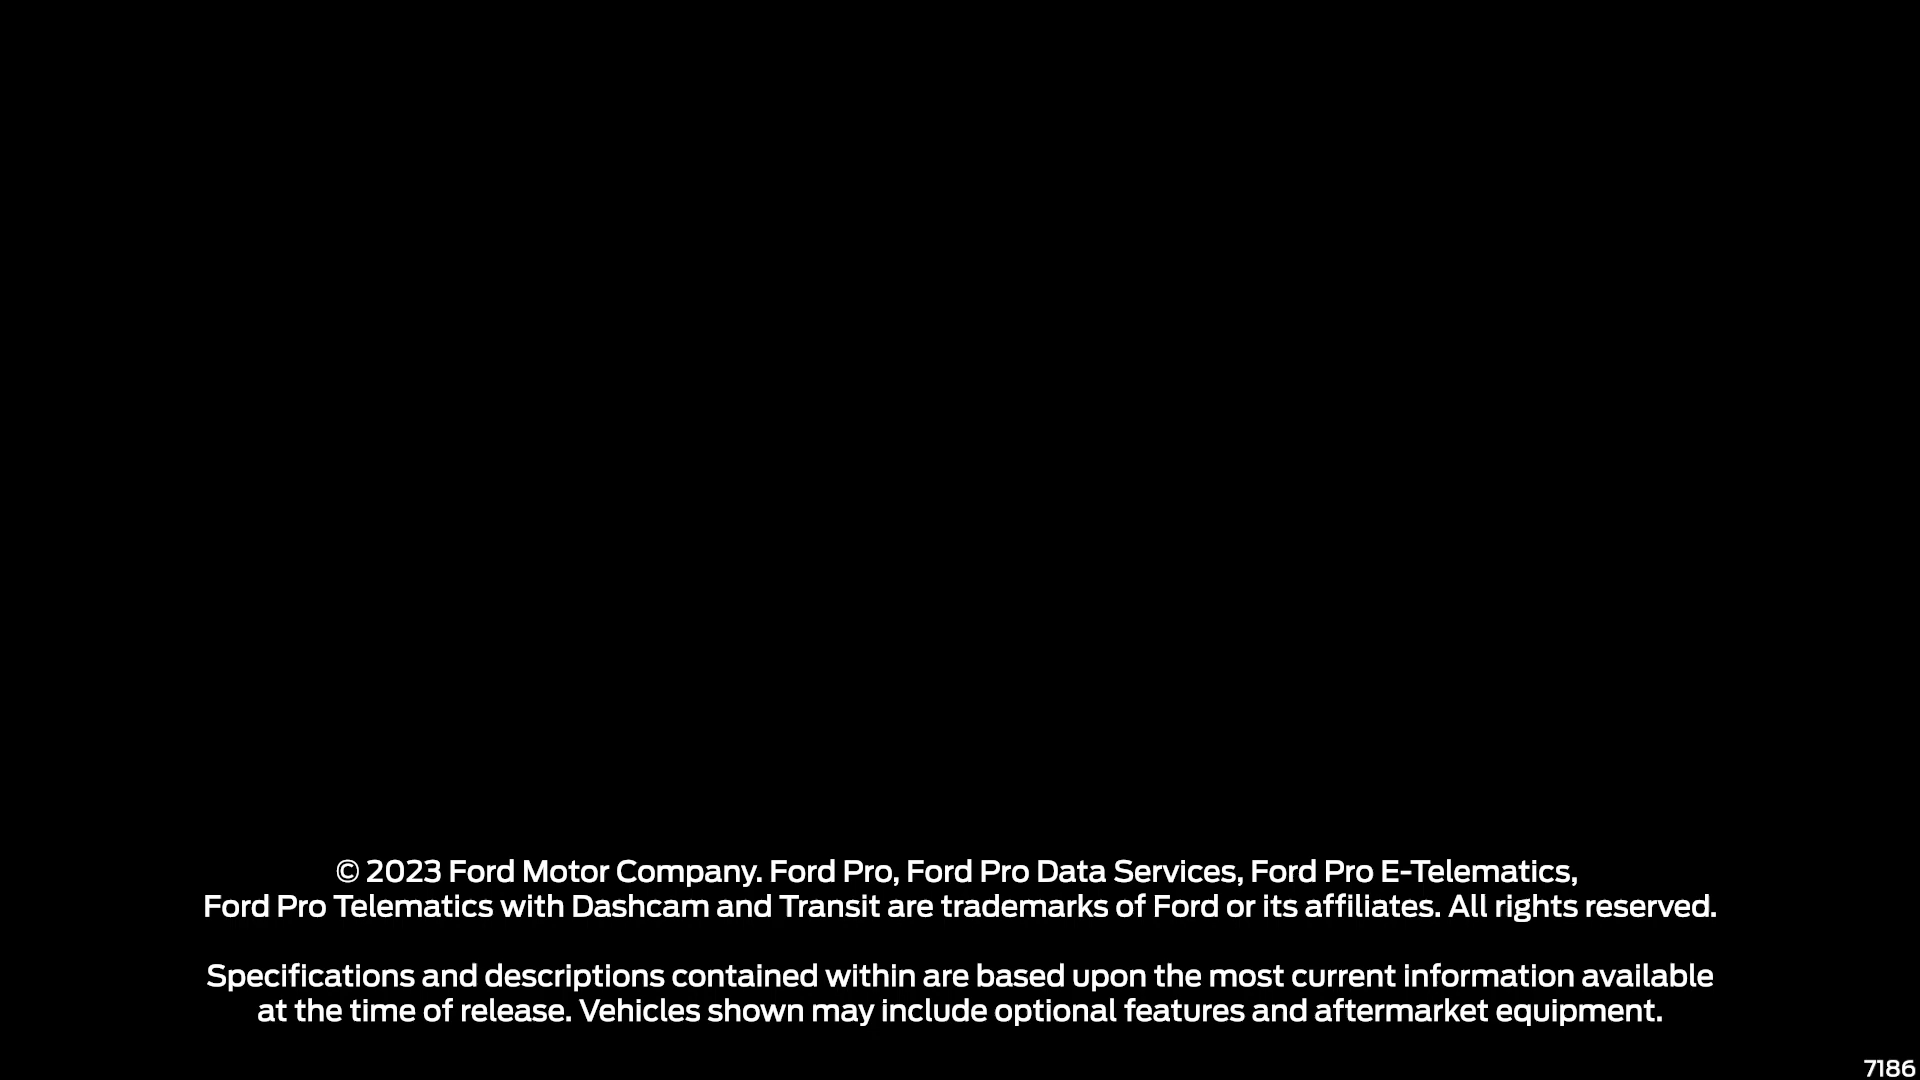 © 2023 Ford Motor Company. Ford Pro, Ford Pro Data Services, Ford Pro E-Telematics,
Ford Pro Telematics with Dashcam and Transit are trademarks of Ford or its affiliates. All rights reserved.
Specifications and descriptions contained within are based upon the most current information available
at the time of release. Vehicles shown may include optional features and aftermarket equipment.
7186